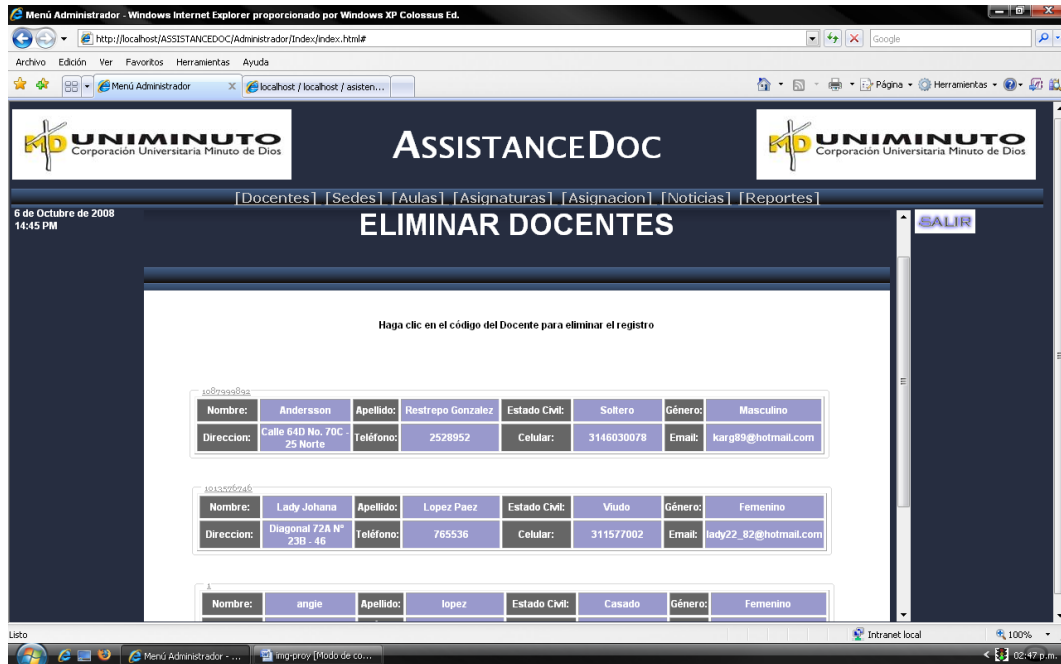 Menú Administrador - Windows Internet Explorer proporcionado por Windows XP Colossus Ed.
http://localhost/ASSISTANCEDOC/Administrador/Index/index.html#
Google
Archivo Edición Ver Favoritos Herramientas Ayuda
Menú Administrador
localhost / localhost / asisten...
Página
Herramientas
UNIMINUTO
Corporación Universitaria Minuto de Dios
ASSISTANCEDOC
UNIMINUTO
Corporación Universitaria Minuto de Dios
[Docentes] [Sedes] [Aulas] [Asignaturas] [Asignacion] [Noticias] [Reportes]
6 de Octubre de 2008
14:45 PM
ELIMINAR DOCENTES
SALIR
Haga clic en el código del Docente para eliminar el registro
1087999892
Nombre: Andersson Apellido: Restrepo Gonzalez Estado Civil: Soltero Género: Masculino
Direccion: Calle 64D No. 70C - 25 Norte Teléfono: 2528952 Celular: 3146030078 Email: karg89@hotmail.com
1013576746
Nombre: Lady Johana Apellido: Lopez Paez Estado Civil: Viudo Género: Femenino
Direccion: Diagonal 72A N° 23B - 46 Teléfono: 765536 Celular: 311577002 Email: lady22_82@hotmail.com
1
Nombre: angie Apellido: lopez Estado Civil: Casado Género: Femenino
Listo
Intranet local
100%
Menú Administrador - ...
img-proy [Modo de co...
02:47 p.m.